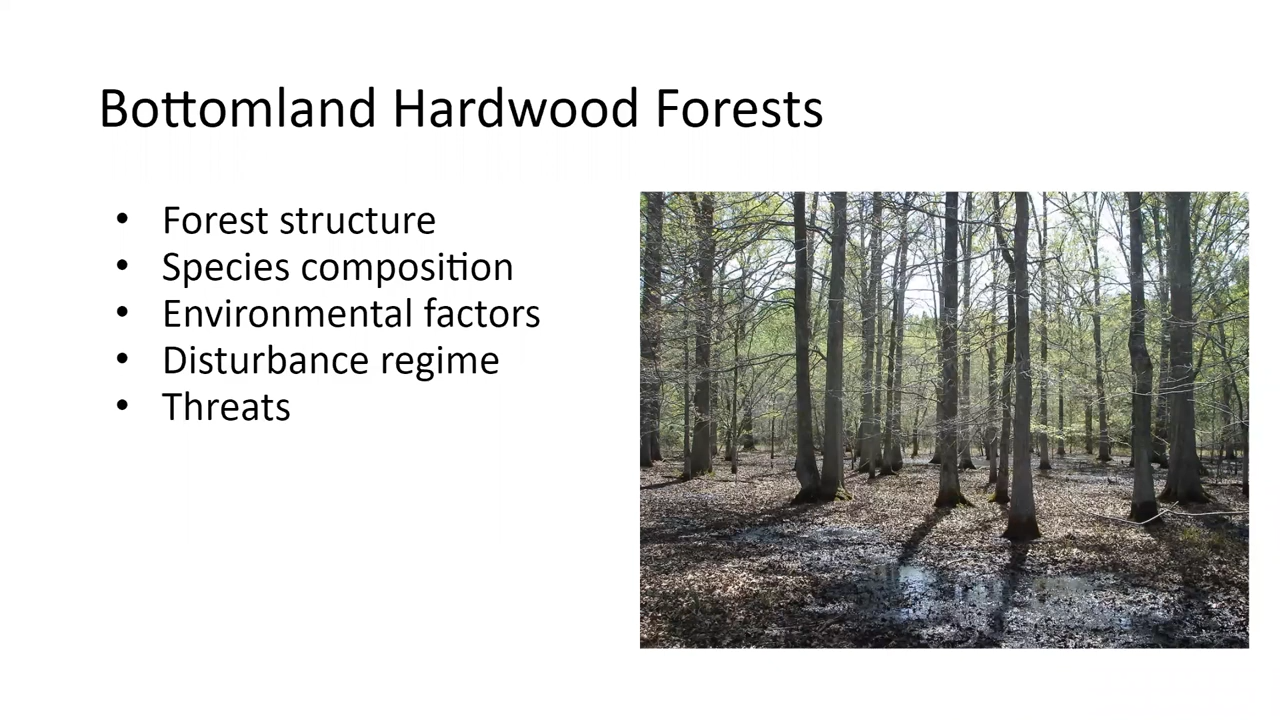 Bottomland Hardwood Forests
• Forest structure
• Species composition
• Environmental factors
• Disturbance regime
• Threats